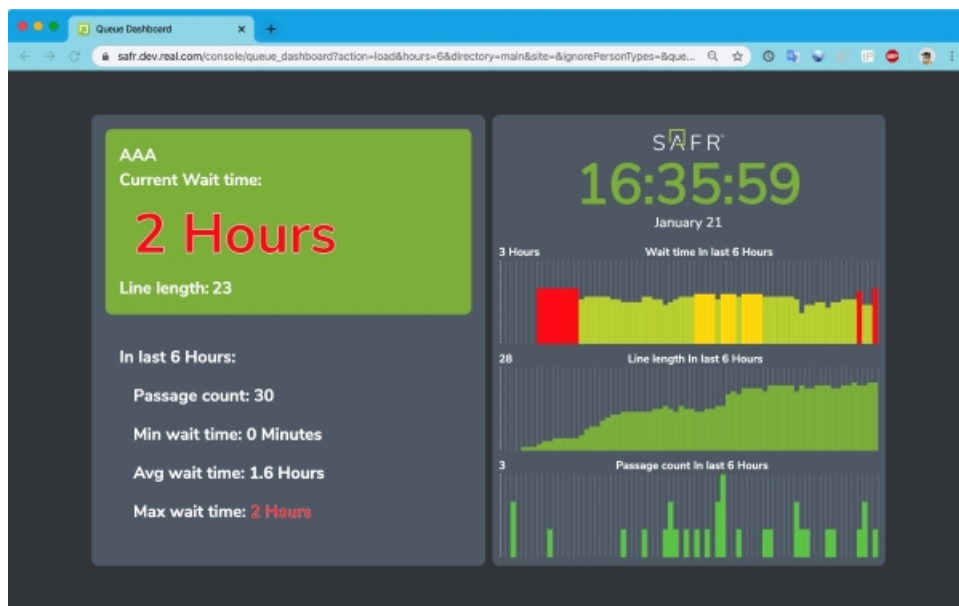 Queue Dashboard
safr.dev.real.com/console/queue_dashboard?action=load&hours=6&directory=main&site=&ignorePersonTypes=&que...
AAA
Current Wait time:
2 Hours
Line length: 23
In last 6 Hours:
Passage count: 30
Min wait time: 0 Minutes
Avg wait time: 1.6 Hours
Max wait time: 2 Hours
SAFR
16:35:59
January 21
3 Hours Wait time In last 6 Hours
28 Line length In last 6 Hours
3 Passage count In last 6 Hours